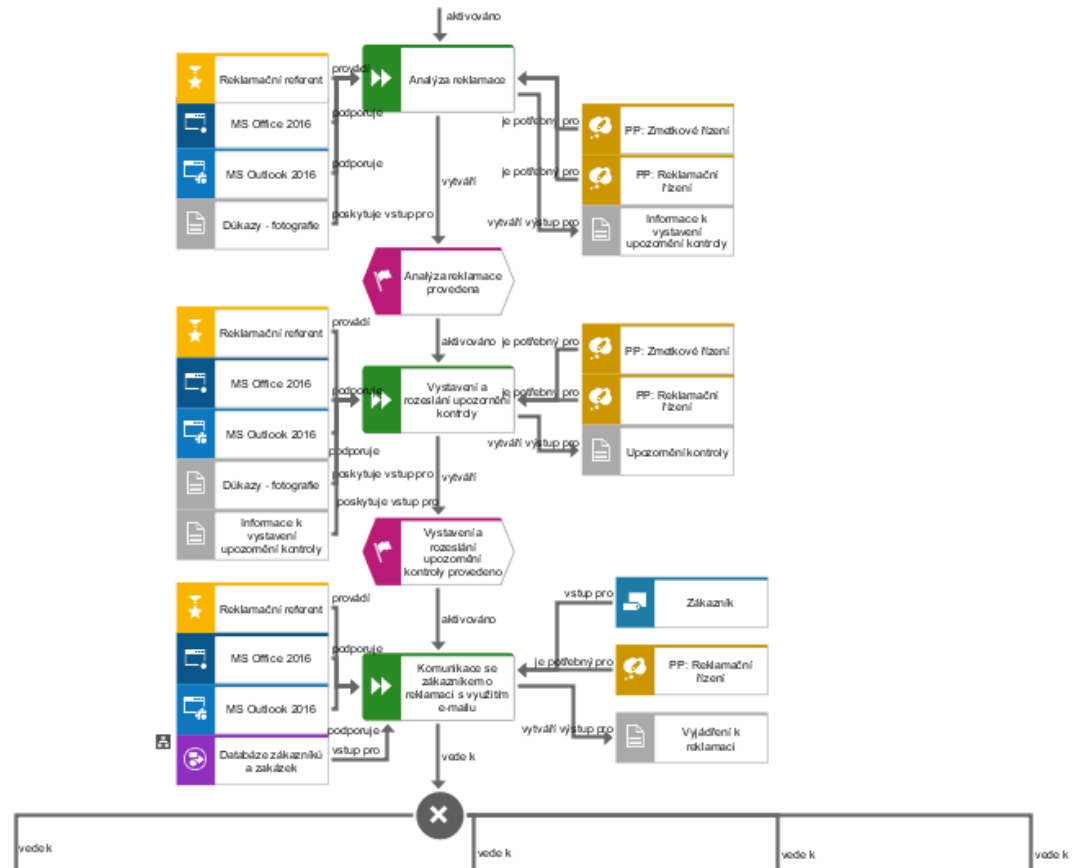 aktivováno
Reklamační referent
provádí
Analýza reklamace
MS Office 2016
podporuje
je potřebný pro
PP: Zmetkové řízení
MS Outlook 2016
podporuje
vytváří
je potřebný pro
PP: Reklamační
řízení
Důkazy - fotografie
poskytuje vstup pro
vytváří výstup pro
Informace k
vystavení
upozornění kontroly
Analýza reklamace
provedena
Reklamační referent
provádí
aktivováno
je potřebný pro
PP: Zmetkové řízení
MS Office 2016
podporuje
Vystavení a
rozeslání upozornění
kontroly
je potřebný pro
PP: Reklamační
řízení
MS Outlook 2016
podporuje
vytváří výstup pro
Upozornění kontroly
Důkazy - fotografie
poskytuje vstup pro
vytváří
poskytuje vstup pro
Informace k
vystavení
upozornění kontroly
Vystavení a
rozeslání
upozornění
kontroly provedeno
Reklamační referent
provádí
aktivováno
vstup pro
Zákazník
MS Office 2016
podporuje
Komunikace se
zákazníkem o
reklamaci s využitím
e-mailu
je potřebný pro
PP: Reklamační
řízení
MS Outlook 2016
podporuje
vytváří výstup pro
Vyjádření k
reklamaci
Databáze zákazníků
a zakázek
vstup pro
vede k
vede k
vede k
vede k
vede k